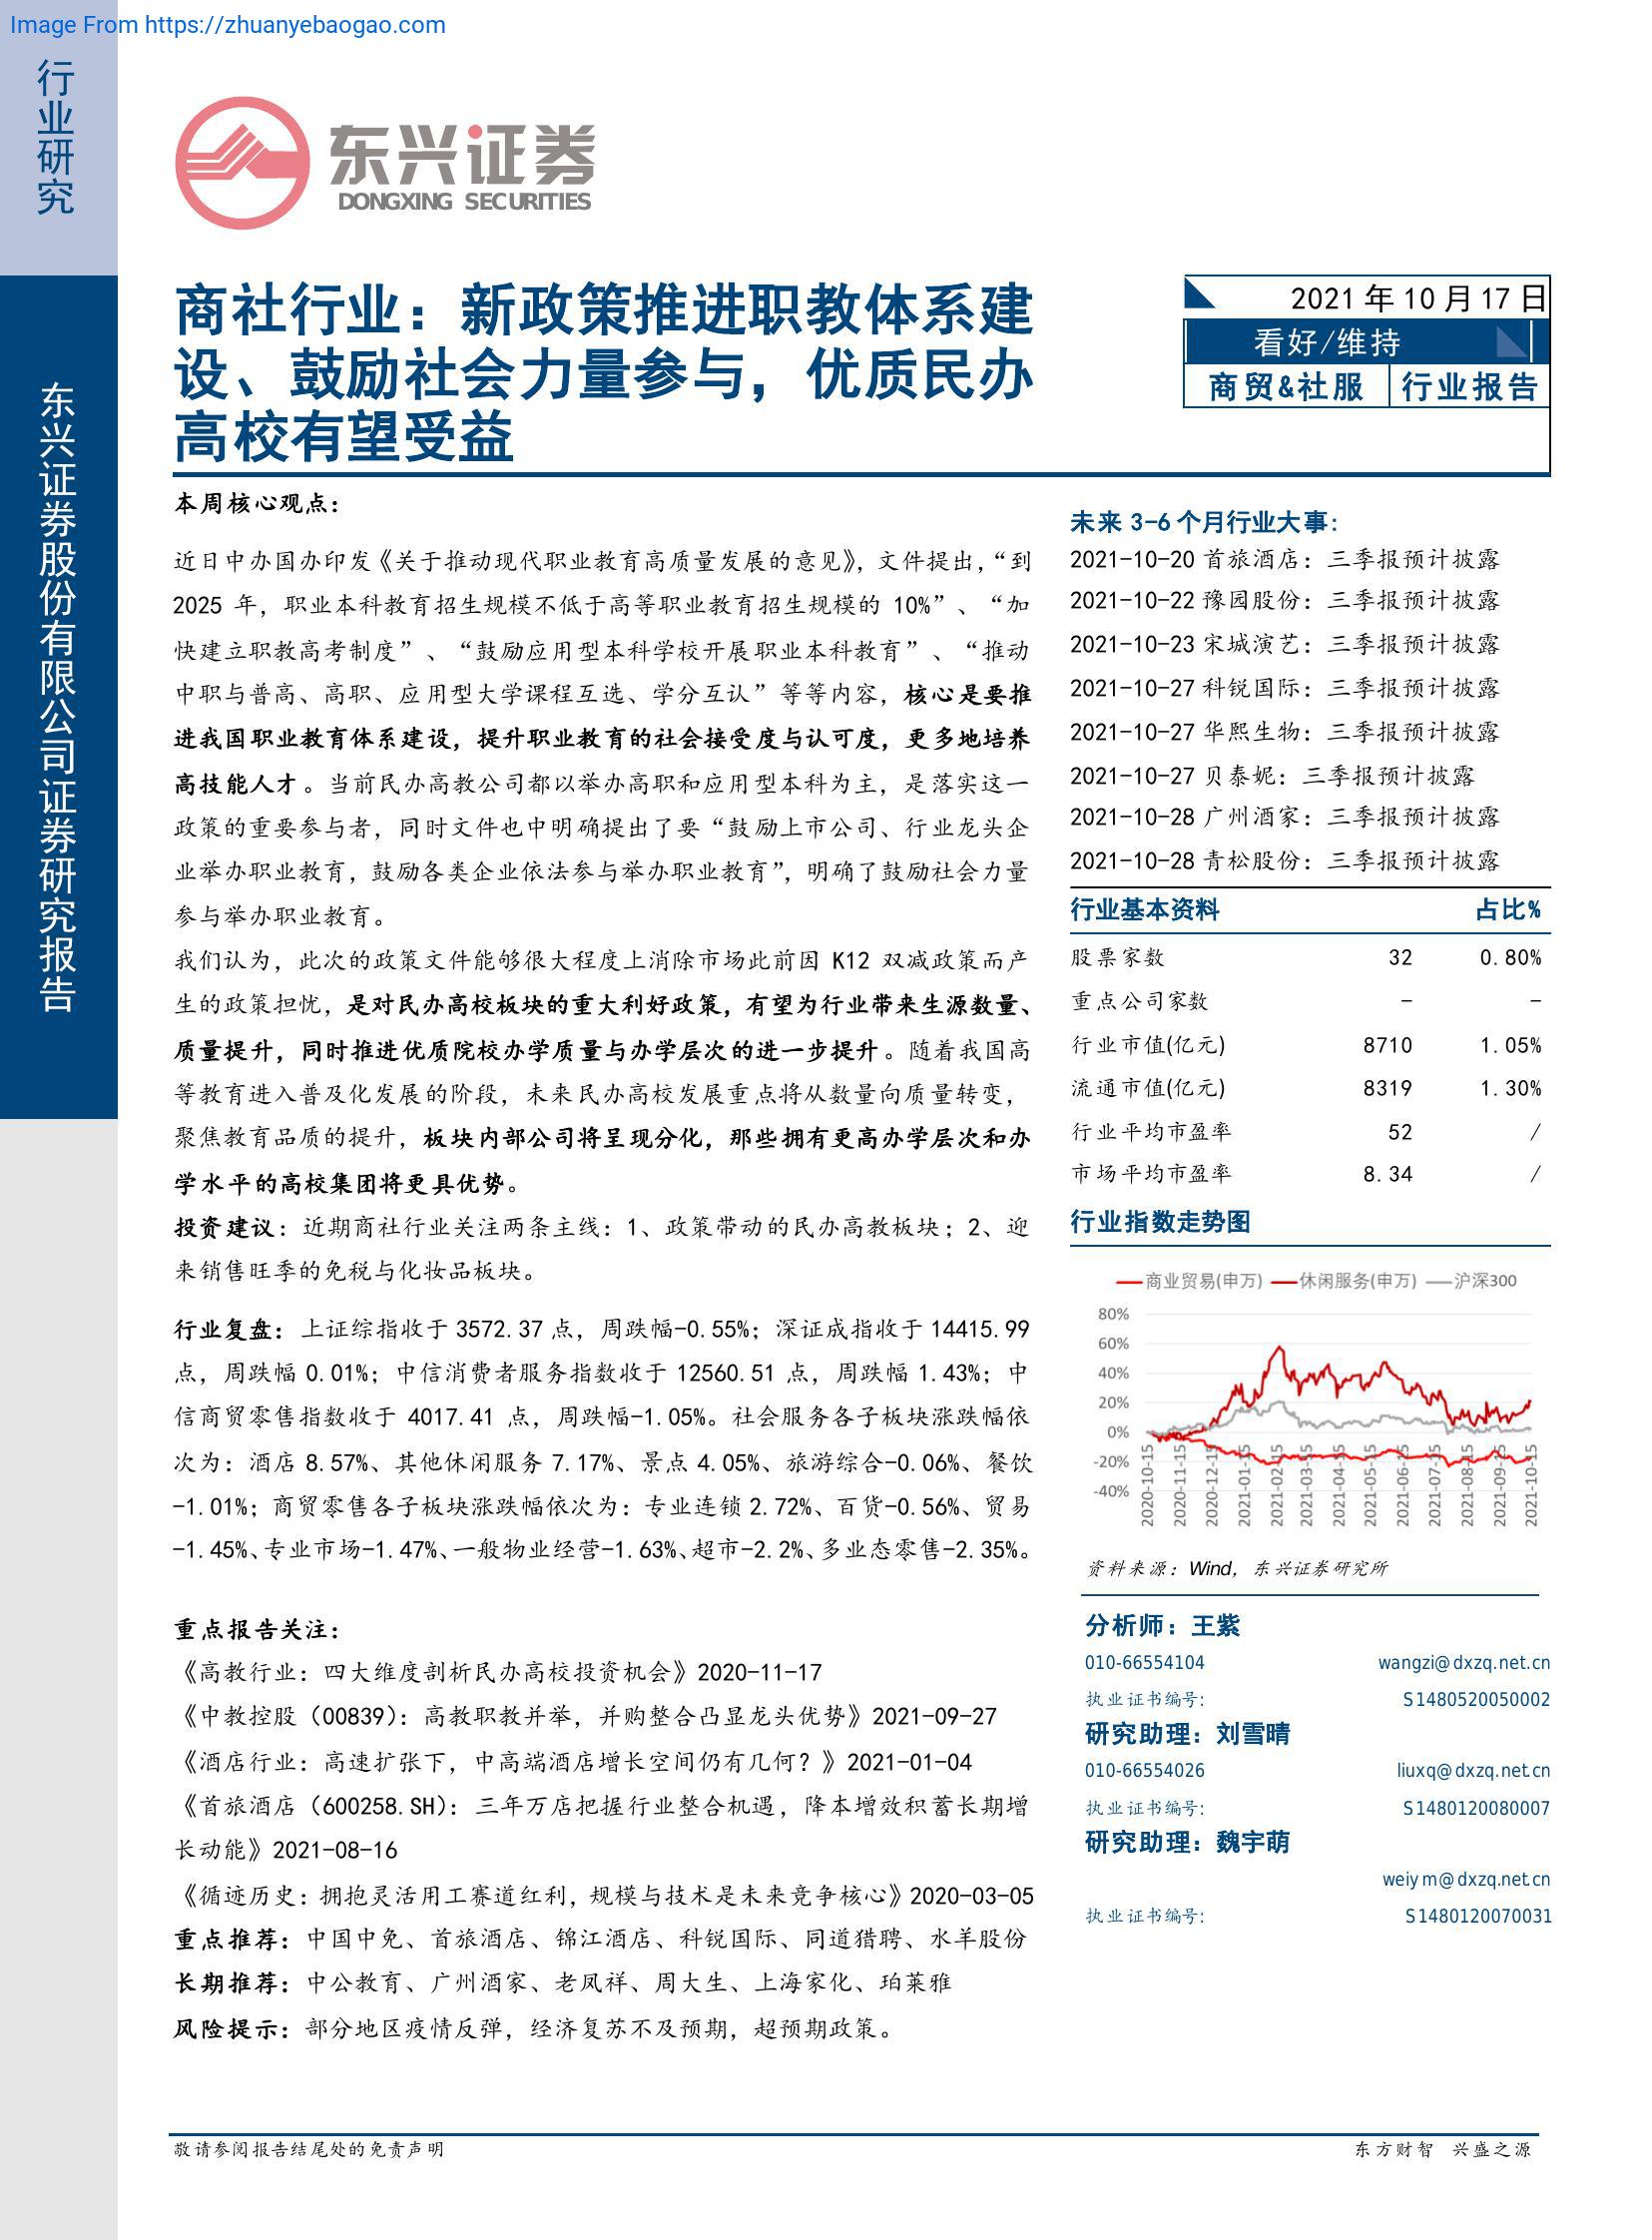 Image From https://zhuanyebaogao.com
行业研究
东兴证券股份有限公司证券研究报告
东兴证券
DONGXING SECURITIES
商社行业：新政策推进职教体系建
设、鼓励社会力量参与，优质民办
高校有望受益
2021 年 10 月 17 日
看好/维持
商贸&社服 行业报告
本周核心观点：
近日中办国办印发《关于推动现代职业教育高质量发展的意见》，文件提出，“到
2025 年，职业本科教育招生规模不低于高等职业教育招生规模的 10%”、“加
快建立职教高考制度”、“鼓励应用型本科学校开展职业本科教育”、“推动
中职与普高、高职、应用型大学课程互选、学分互认”等等内容，核心是要推
进我国职业教育体系建设，提升职业教育的社会接受度与认可度，更多地培养
高技能人才。当前民办高教公司都以举办高职和应用型本科为主，是落实这一
政策的重要参与者，同时文件也中明确提出了要“鼓励上市公司、行业龙头企
业举办职业教育，鼓励各类企业依法参与举办职业教育”，明确了鼓励社会力量
参与举办职业教育。
我们认为，此次的政策文件能够很大程度上消除市场此前因 K12 双减政策而产
生的政策担忧，是对民办高校板块的重大利好政策，有望为行业带来生源数量、
质量提升，同时推进优质院校办学质量与办学层次的进一步提升。随着我国高
等教育进入普及化发展的阶段，未来民办高校发展重点将从数量向质量转变，
聚焦教育品质的提升，板块内部公司将呈现分化，那些拥有更高办学层次和办
学水平的高校集团将更具优势。
投资建议：近期商社行业关注两条主线：1、政策带动的民办高教板块；2、迎
来销售旺季的免税与化妆品板块。
行业复盘：上证综指收于 3572.37 点，周跌幅-0.55%；深证成指收于 14415.99
点，周跌幅 0.01%；中信消费者服务指数收于 12560.51 点，周跌幅 1.43%；中
信商贸零售指数收于 4017.41 点，周跌幅-1.05%。社会服务各子板块涨跌幅依
次为：酒店 8.57%、其他休闲服务 7.17%、景点 4.05%、旅游综合-0.06%、餐饮
-1.01%；商贸零售各子板块涨跌幅依次为：专业连锁 2.72%、百货-0.56%、贸易
-1.45%、专业市场-1.47%、一般物业经营-1.63%、超市-2.2%、多业态零售-2.35%。
重点报告关注：
《高教行业：四大维度剖析民办高校投资机会》2020-11-17
《中教控股（00839）：高教职教并举，并购整合凸显龙头优势》2021-09-27
《酒店行业：高速扩张下，中高端酒店增长空间仍有几何？》2021-01-04
《首旅酒店（600258.SH）：三年万店把握行业整合机遇，降本增效积蓄长期增
长动能》2021-08-16
《循迹历史：拥抱灵活用工赛道红利，规模与技术是未来竞争核心》2020-03-05
重点推荐：中国中免、首旅酒店、锦江酒店、科锐国际、同道猎聘、水羊股份
长期推荐：中公教育、广州酒家、老凤祥、周大生、上海家化、珀莱雅
风险提示：部分地区疫情反弹，经济复苏不及预期，超预期政策。
未来 3-6 个月行业大事：
2021-10-20 首旅酒店：三季报预计披露
2021-10-22 豫园股份：三季报预计披露
2021-10-23 宋城演艺：三季报预计披露
2021-10-27 科锐国际：三季报预计披露
2021-10-27 华熙生物：三季报预计披露
2021-10-27 贝泰妮：三季报预计披露
2021-10-28 广州酒家：三季报预计披露
2021-10-28 青松股份：三季报预计披露
行业基本资料 占比%
股票家数 32 0.80%
重点公司家数 - -
行业市值(亿元) 8710 1.05%
流通市值(亿元) 8319 1.30%
行业平均市盈率 52 /
市场平均市盈率 8.34 /
行业指数走势图
商业贸易(申万) 休闲服务(申万) 沪深300
80%
60%
40%
20%
0%
-20%
-40%
2020-10-15 2020-11-15 2020-12-15 2021-01-15 2021-02-15 2021-03-15 2021-04-15 2021-05-15 2021-06-15 2021-07-15 2021-08-15 2021-09-15 2021-10-15
资料来源：Wind，东兴证券研究所
分析师：王紫
010-66554104 wangzi@dxzq.net.cn
执业证书编号: S1480520050002
研究助理：刘雪晴
010-66554026 liuxq@dxzq.net.cn
执业证书编号: S1480120080007
研究助理：魏宇萌
weiym@dxzq.net.cn
执业证书编号: S1480120070031
敬请参阅报告结尾处的免责声明
东方财智 兴盛之源